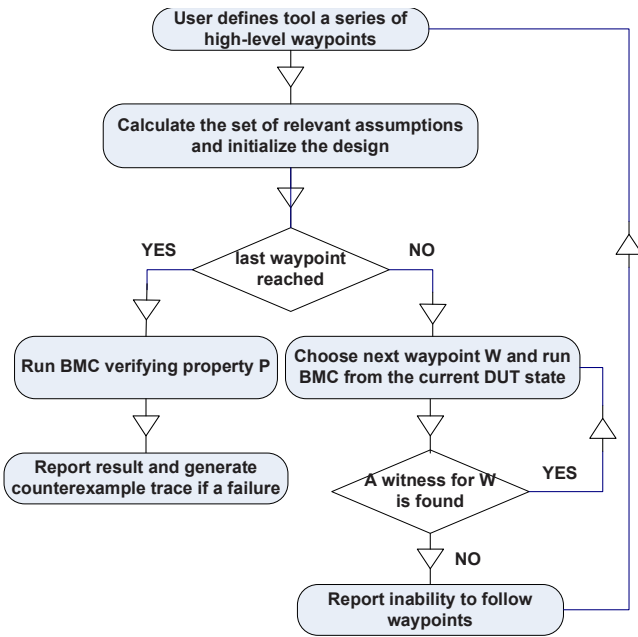 User defines tool a series of
high-level waypoints
Calculate the set of relevant assumptions
and initialize the design
YES
last waypoint
reached
NO
Run BMC verifying property P
Choose next waypoint W and run
BMC from the current DUT state
Report result and generate
counterexample trace if a failure
A witness for W
is found
YES
NO
Report inability to follow
waypoints